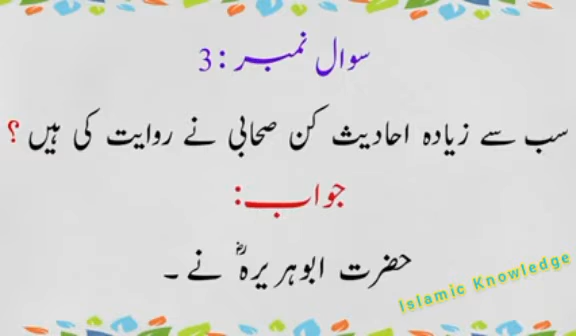 سوال نمبر :3
سب سے زیادہ احادیث کن صحابی نے روایت کی ہیں ؟
جواب:
حضرت ابوہریرہؓ نے ۔
Islamic Knowledge